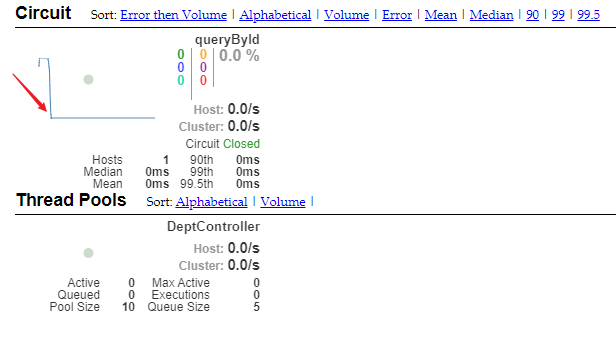 Circuit Sort: Error then Volume | Alphabetical | Volume | Error | Mean | Median | 90 | 99 | 99.5
queryById
0 0 0.0 %
0 0
0 0
Host: 0.0/s
Cluster: 0.0/s
Circuit Closed
Hosts 1 90th 0ms
Median 0ms 99th 0ms
Mean 0ms 99.5th 0ms
Thread Pools Sort: Alphabetical | Volume |
DeptController
Host: 0.0/s
Cluster: 0.0/s
Active 0 Max Active 0
Queued 0 Executions 0
Pool Size 10 Queue Size 5